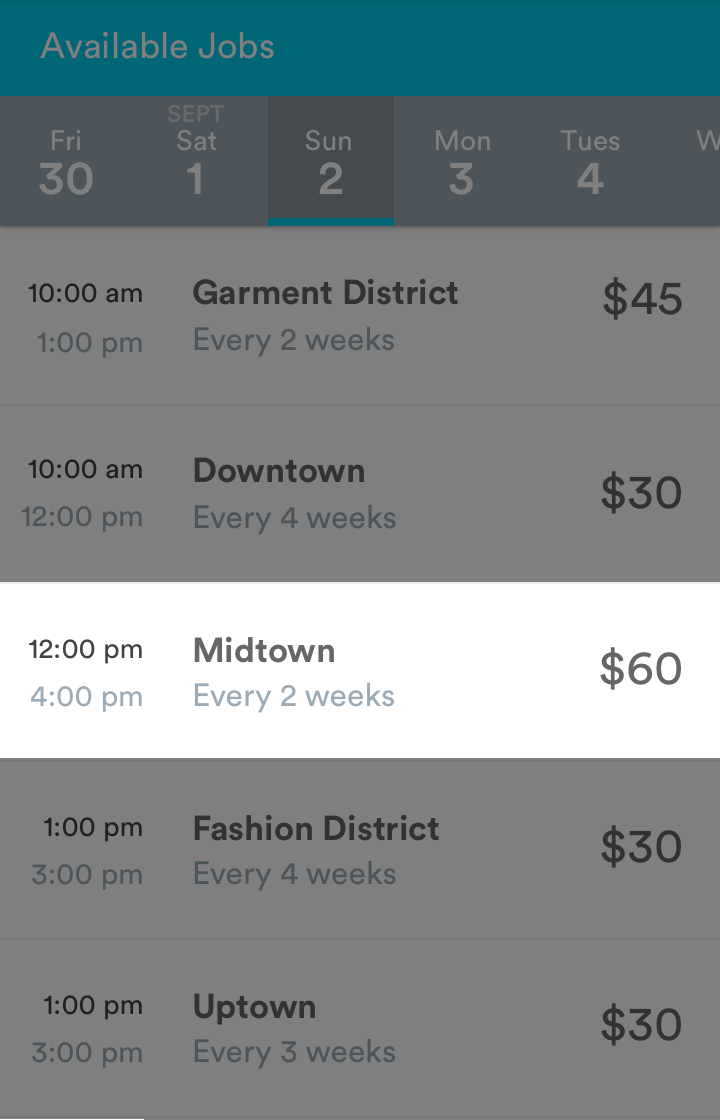 Available Jobs
SEPT
Fri Sat Sun Mon Tues W
30 1 2 3 4
10:00 am Garment District $45
1:00 pm Every 2 weeks
10:00 am Downtown $30
12:00 pm Every 4 weeks
12:00 pm Midtown $60
4:00 pm Every 2 weeks
1:00 pm Fashion District $30
3:00 pm Every 4 weeks
1:00 pm Uptown $30
3:00 pm Every 3 weeks